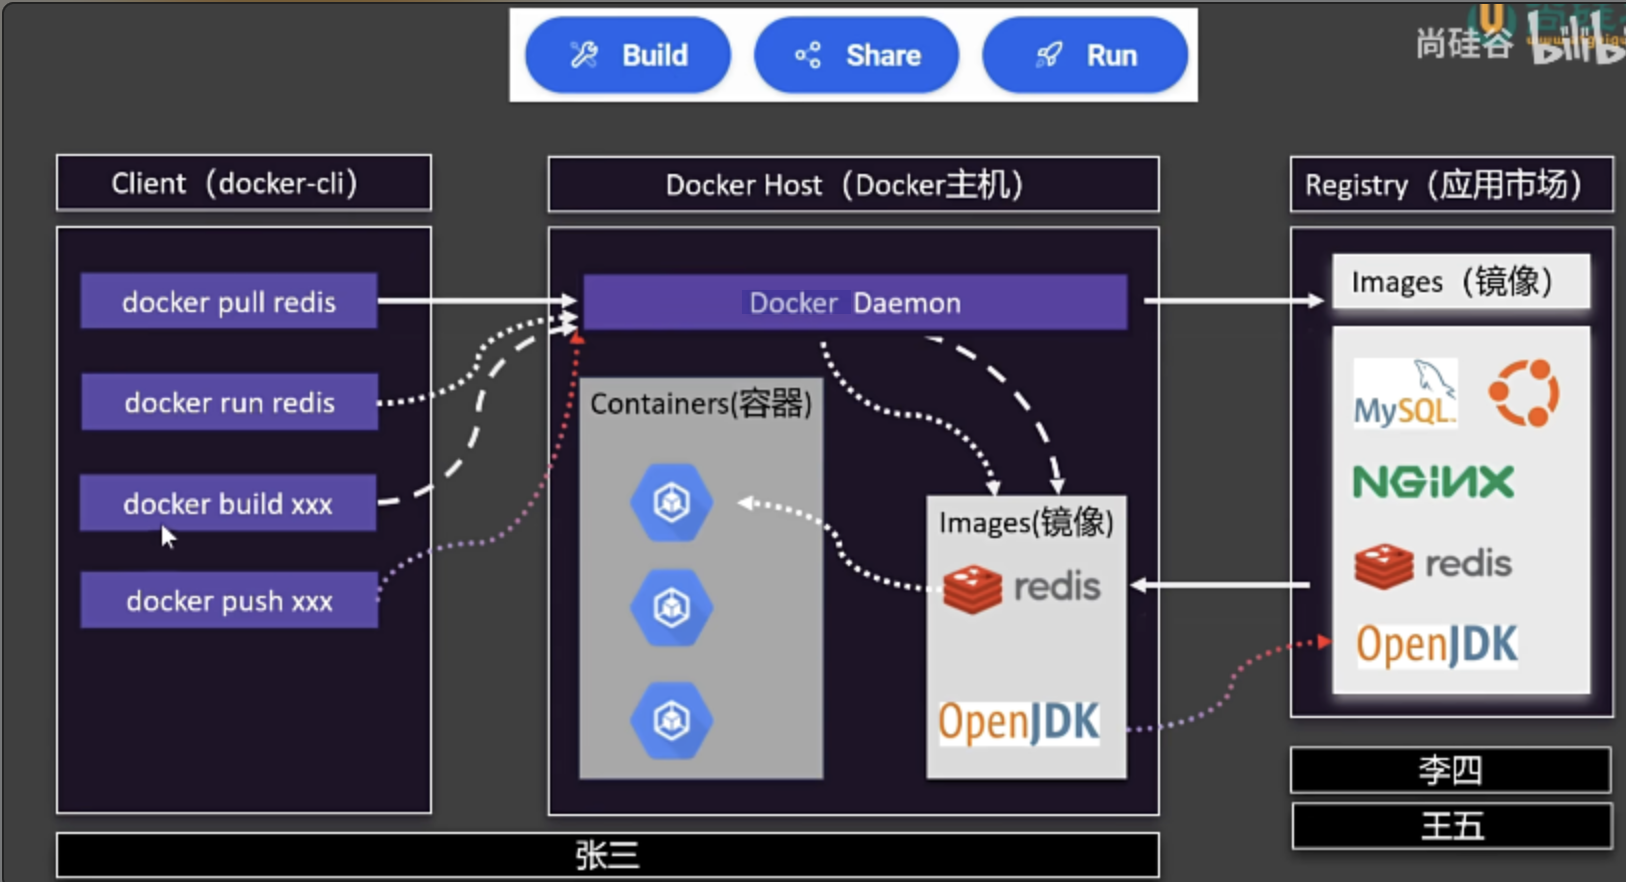 Build
Share
Run
尚硅谷
bilibi
Client（docker-cli）
Docker Host（Docker主机）
Registry（应用市场）
docker pull redis
docker run redis
docker build xxx
docker push xxx
Docker Daemon
Containers(容器)
Images(镜像)
redis
OpenJDK
Images（镜像）
MySQL
NGINX
redis
OpenJDK
李四
王五
张三